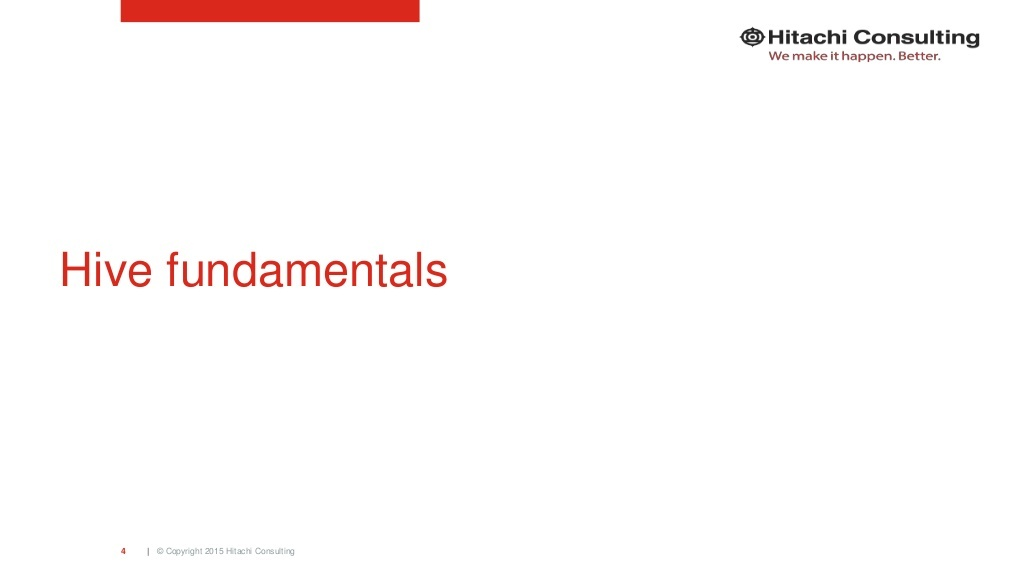 Hitachi Consulting
We make it happen. Better.
Hive fundamentals
4 | © Copyright 2015 Hitachi Consulting